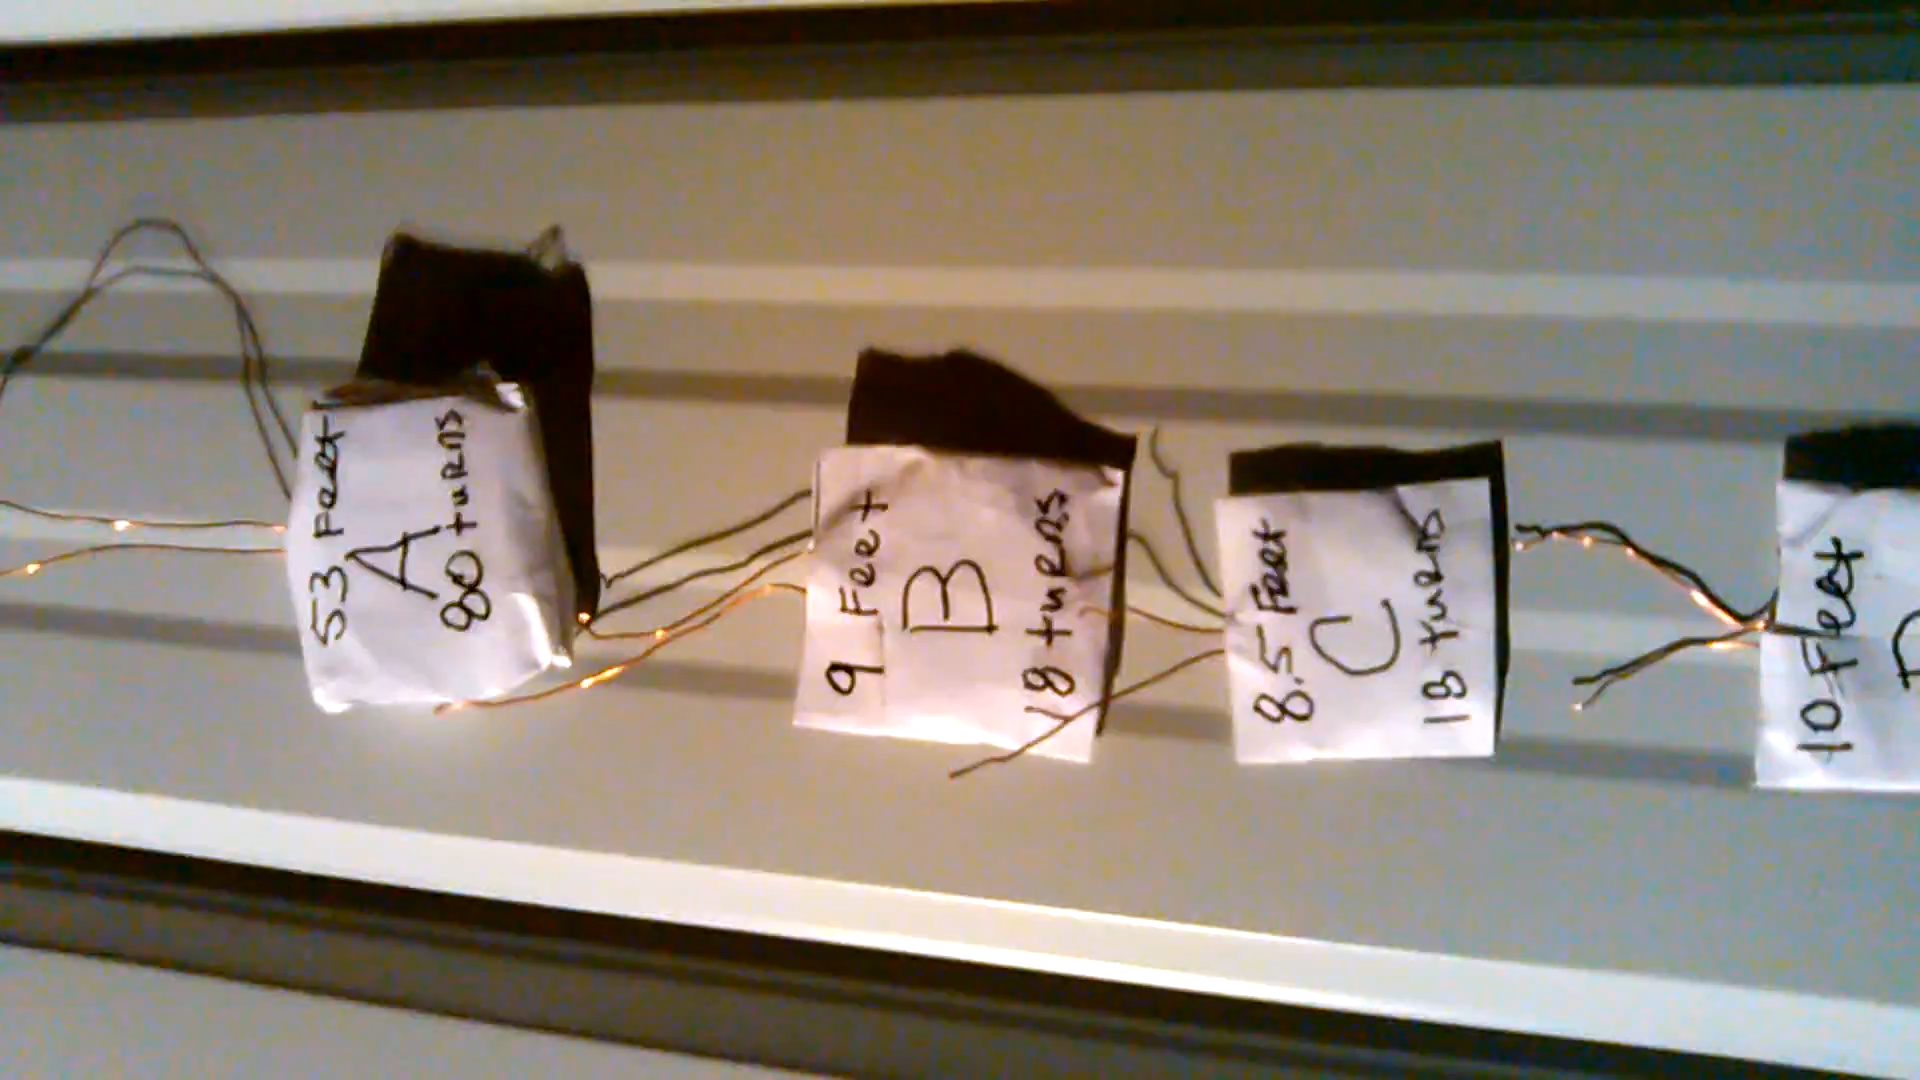 53 Feet
A
80 turns
9 Feet
B
18 turns
8.5 Feet
C
18 turns
10 Feet